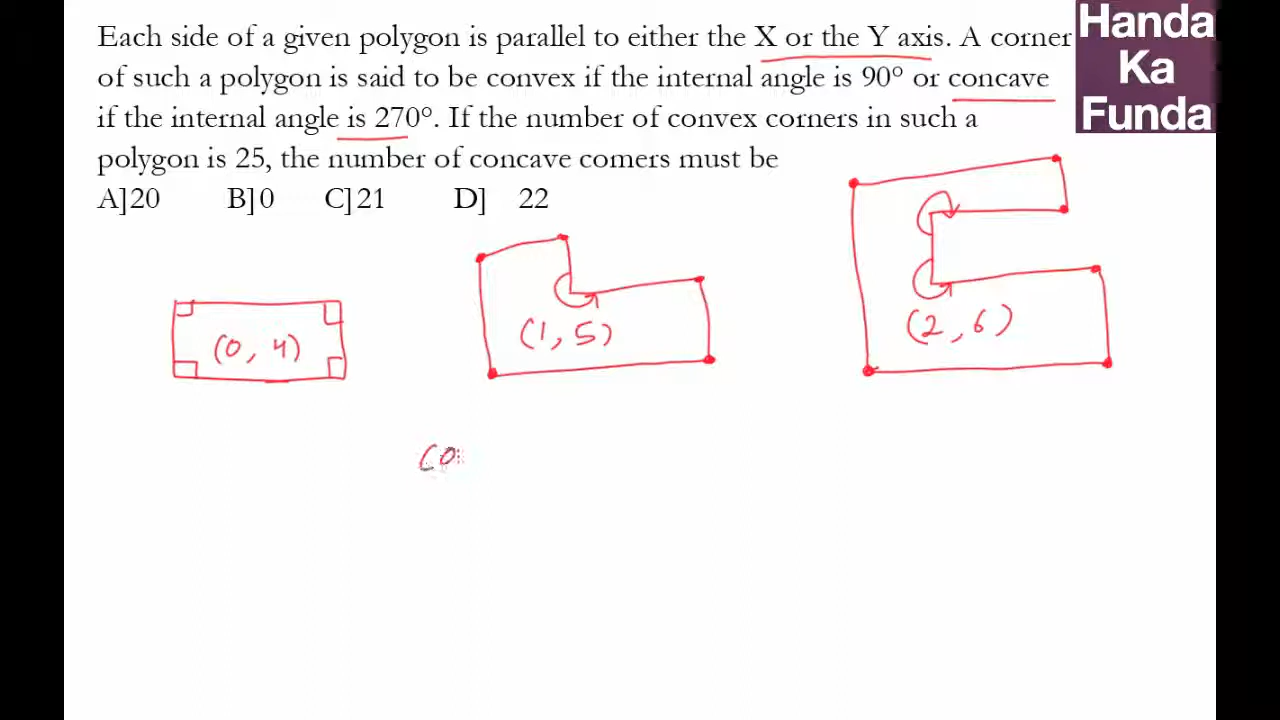 Each side of a given polygon is parallel to either the X or the Y axis. A corner
of such a polygon is said to be convex if the internal angle is 90° or concave
if the internal angle is 270°. If the number of convex corners in such a
polygon is 25, the number of concave comers must be
A]20 B]0 C]21 D] 22
Handa
Ka
Funda
(0, 4)
(1, 5)
(2, 6)
(0